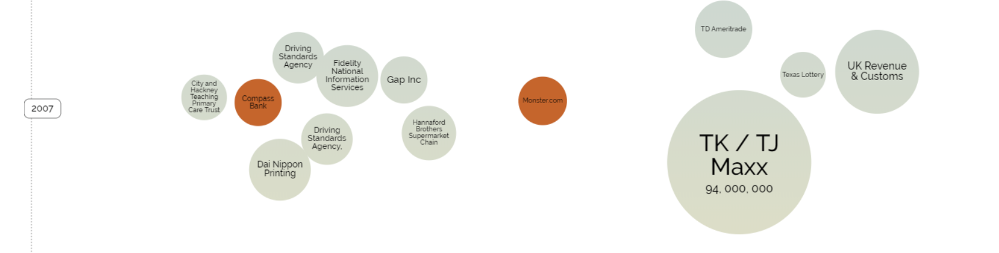 TD Ameritrade
Driving
Standards
Agency
Fidelity
National
Information
Services
Gap Inc
UK Revenue
& Customs
Texas Lottery
City and
Hackney
Teaching
Primary
Care Trust
Compass
Bank
Monster.com
2007
Hannaford
Brothers
Supermarket
Chain
Driving
Standards
Agency,
TK / TJ
Maxx
94, 000, 000
Dai Nippon
Printing